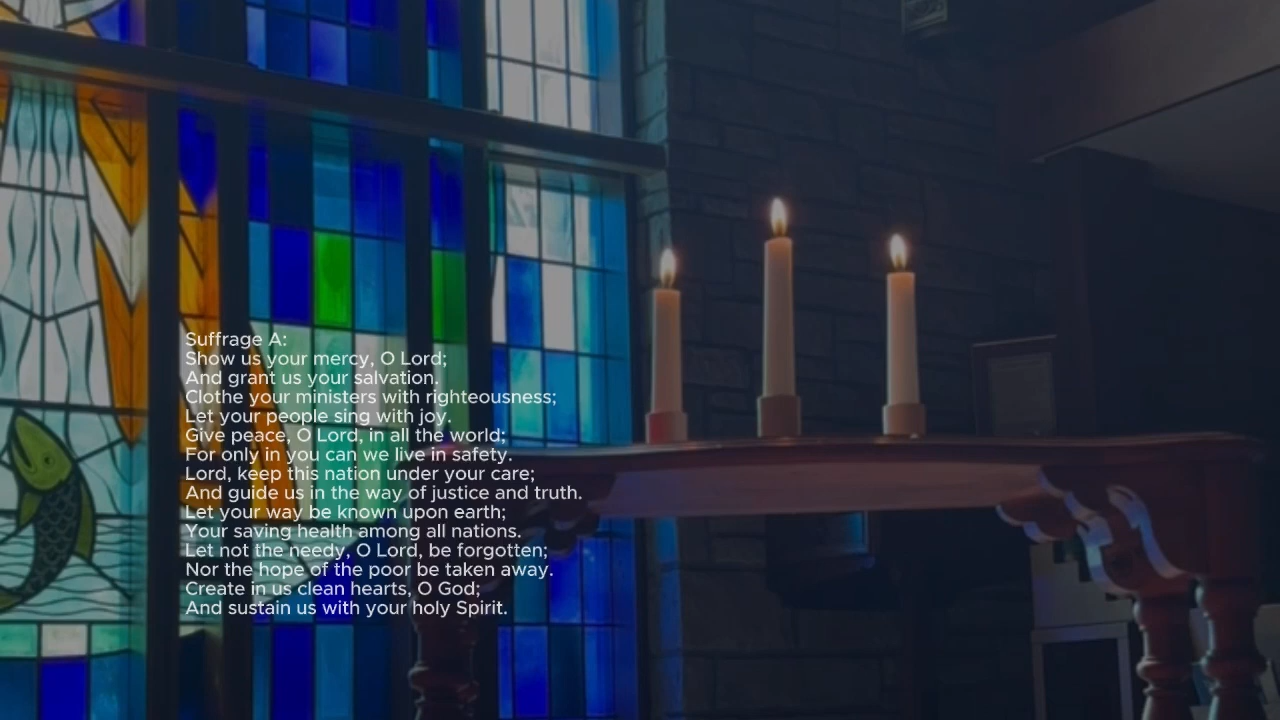 Suffrage A:
Show us your mercy, O Lord;
And grant us your salvation.
Clothe your ministers with righteousness;
Let your people sing with joy.
Give peace, O Lord, in all the world;
For only in you can we live in safety.
Lord, keep this nation under your care;
And guide us in the way of justice and truth.
Let your way be known upon earth;
Your saving health among all nations.
Let not the needy, O Lord, be forgotten;
Nor the hope of the poor be taken away.
Create in us clean hearts, O God;
And sustain us with your holy Spirit.